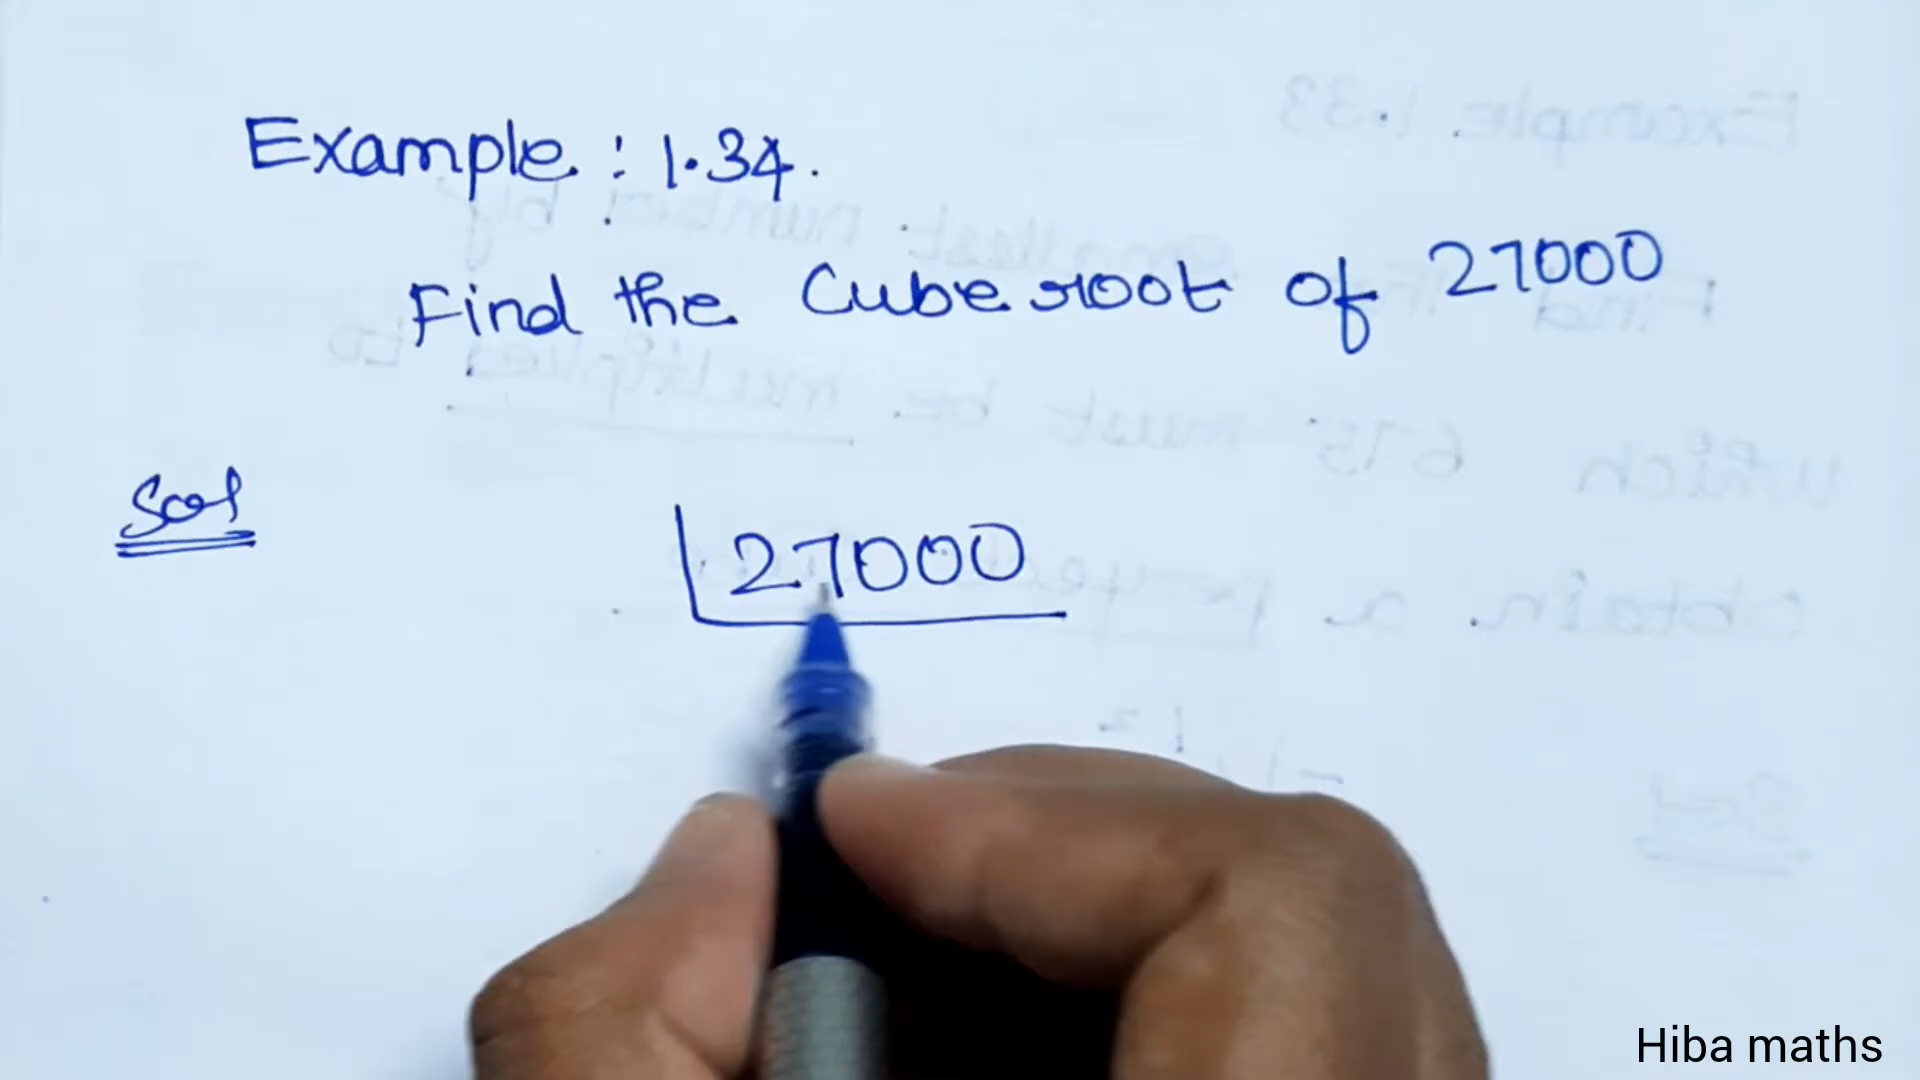 Example : 1.34.
Find the Cube root of 27000
Sol
27000
Hiba maths